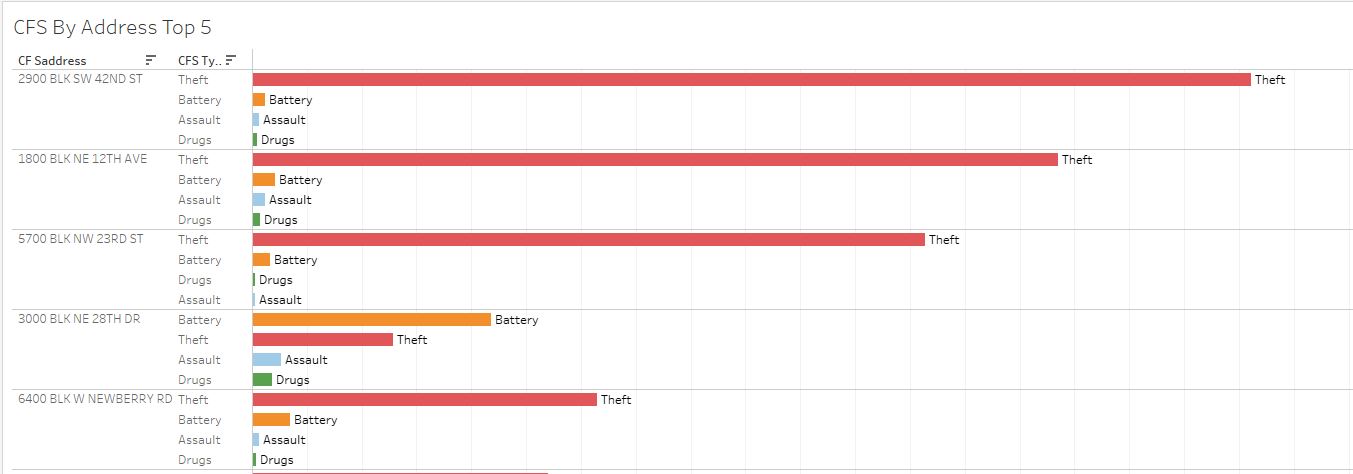 CFS By Address Top 5
CF Saddress CFS Ty..
2900 BLK SW 42ND ST Theft Theft
Battery Battery
Assault Assault
Drugs Drugs
1800 BLK NE 12TH AVE Theft Theft
Battery Battery
Assault Assault
Drugs Drugs
5700 BLK NW 23RD ST Theft Theft
Battery Battery
Drugs Drugs
Assault Assault
3000 BLK NE 28TH DR Battery Battery
Theft Theft
Assault Assault
Drugs Drugs
6400 BLK W NEWBERRY RD Theft Theft
Battery Battery
Assault Assault
Drugs Drugs